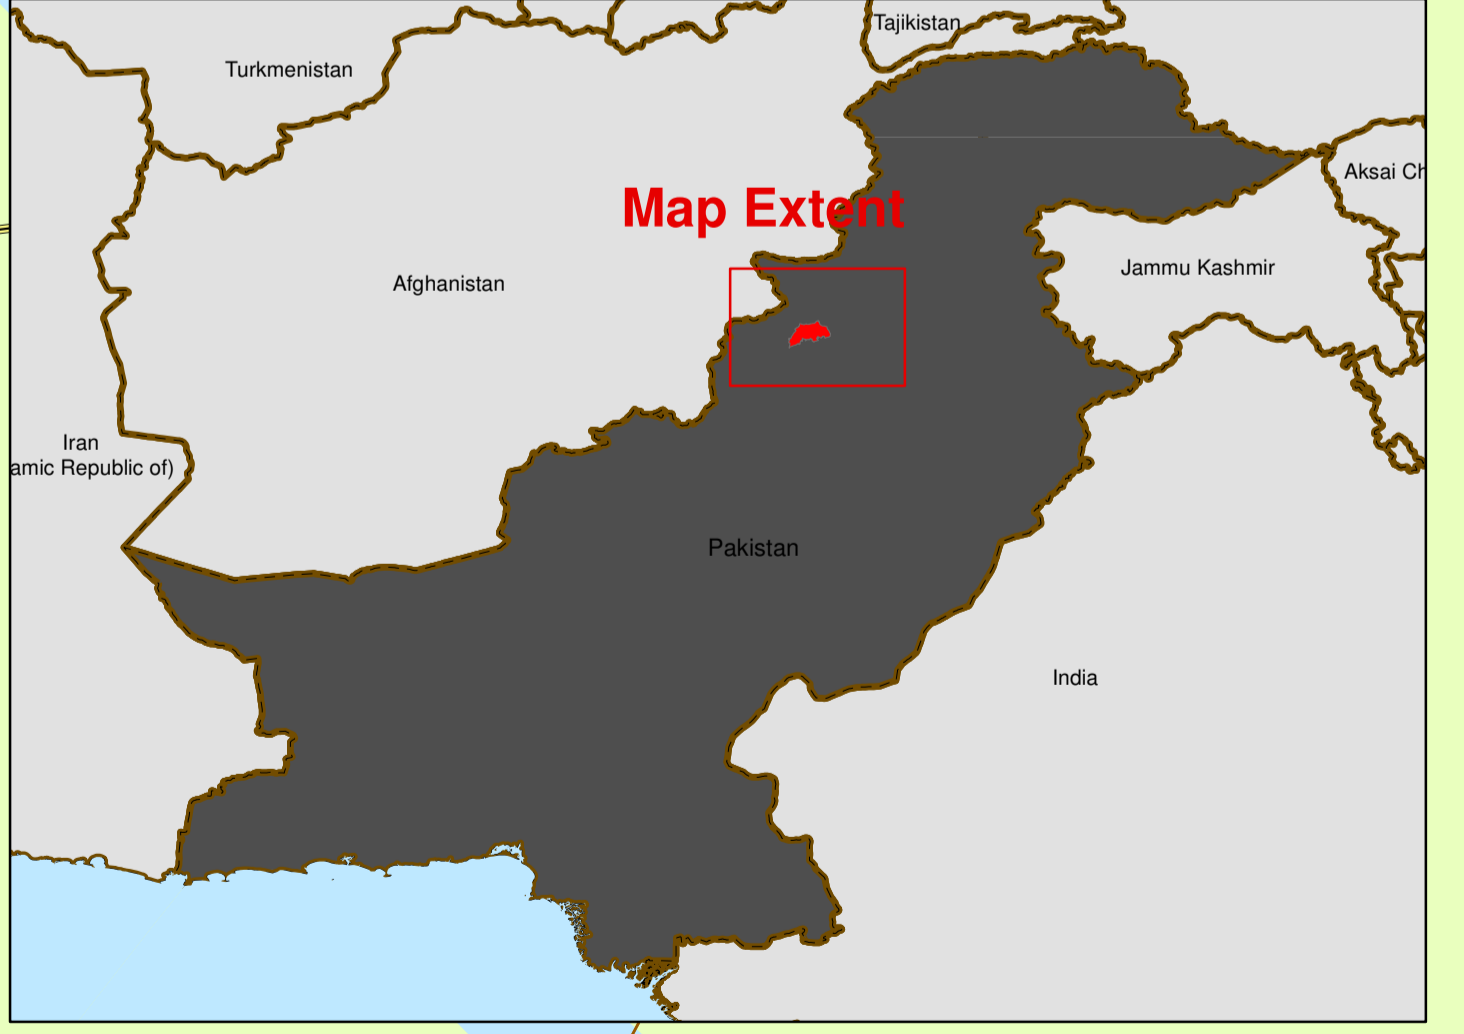 Tajikistan
Turkmenistan
Aksai Ch
Map Extent
Jammu Kashmir
Afghanistan
Iran
amic Republic of)
Pakistan
India